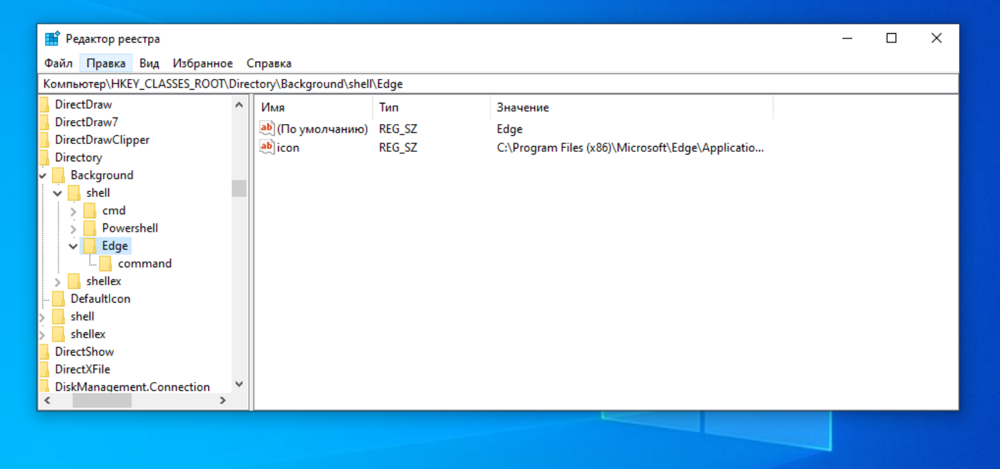 Редактор реестра
Файл Правка Вид Избранное Справка
Компьютер\HKEY_CLASSES_ROOT\Directory\Background\shell\Edge
DirectDraw
DirectDraw7
DirectDrawClipper
Directory
Background
shell
cmd
Powershell
Edge
command
shellex
DefaultIcon
shell
shellex
DirectShow
DirectXFile
DiskManagement.Connection
Имя Тип Значение
ab (По умолчанию) REG_SZ Edge
ab icon REG_SZ C:\Program Files (x86)\Microsoft\Edge\Applicatio...